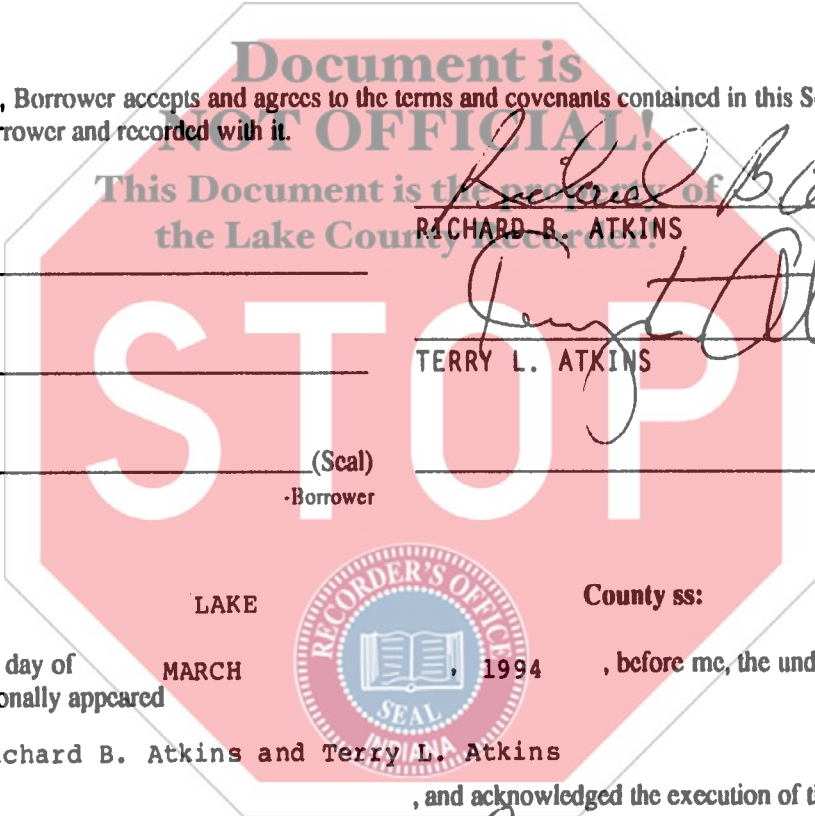 Document is
, Borrower accepts and agrees to the terms and covenants contained in this S
rrower and recorded with it.
NOT OFFICIAL!
This Document is the property of
the Lake County Recorder!
Richard B
RICHARD B. ATKINS
Terry L
TERRY L. ATKINS
STOP
(Seal)
-Borrower
RECORDER'S OFFICE
SEAL
INDIANA
LAKE County ss:
day of MARCH , 1994 , before me, the und
onally appeared
chard B. Atkins and Terry L. Atkins
, and acknowledged the execution of t